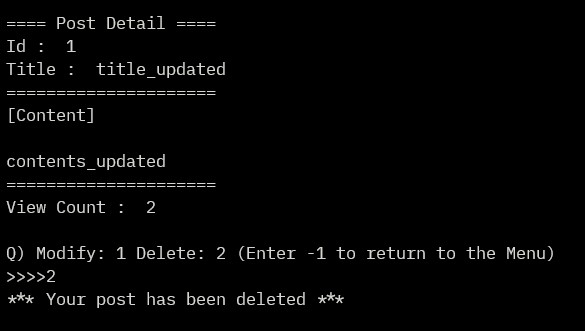 ==== Post Detail ====
Id :  1
Title :  title_updated
=====================
[Content]
contents_updated
=====================
View Count :  2
Q) Modify: 1 Delete: 2 (Enter -1 to return to the Menu)
>>>>2
*** Your post has been deleted ***